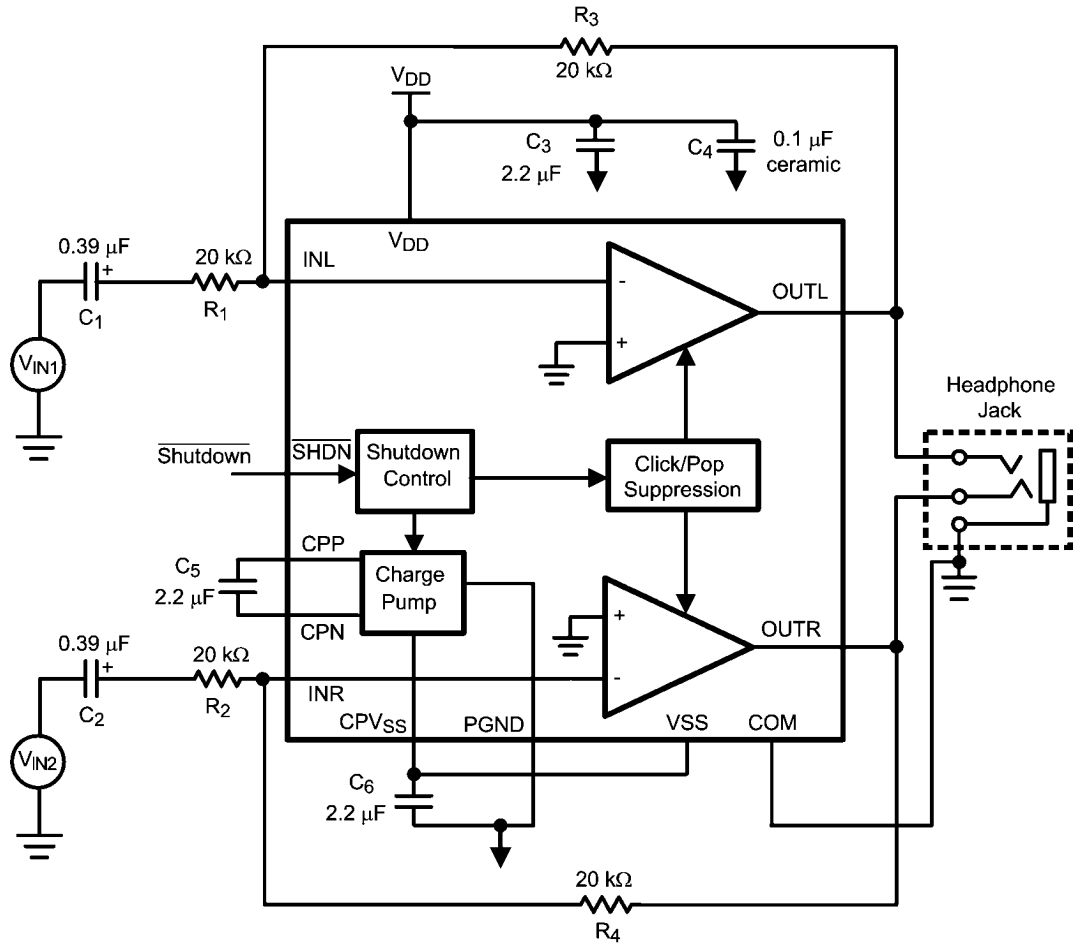 R3
20 kΩ
VDD
C3
2.2 μF
C4
0.1 μF
ceramic
VDD
0.39 μF
+
C1
20 kΩ
R1
INL
-
+
OUTL
VIN1
Headphone
Jack
Shutdown
SHDN
Shutdown
Control
Click/Pop
Suppression
CPP
C5
2.2 μF
CPN
Charge
Pump
+
-
OUTR
0.39 μF
+
C2
20 kΩ
R2
INR
CPVSS
PGND
VSS
COM
VIN2
C6
2.2 μF
20 kΩ
R4